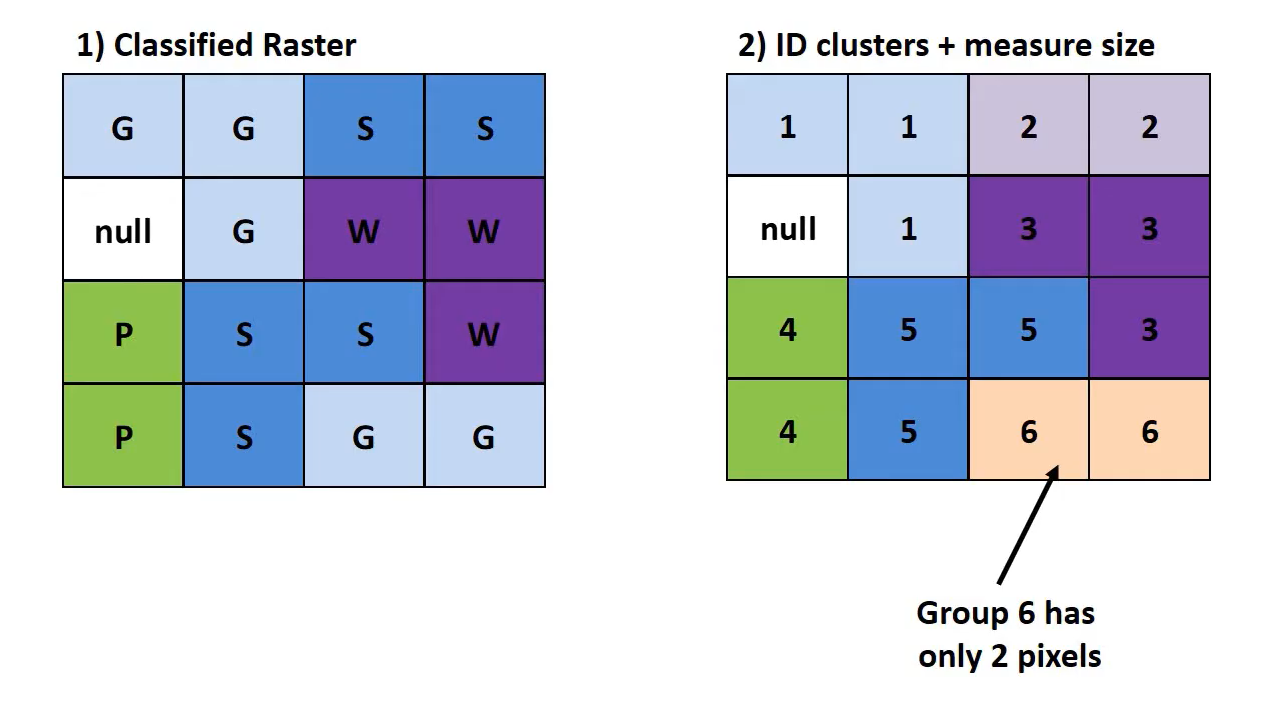 1) Classified Raster
G G S S
null G W W
P S S W
P S G G
2) ID clusters + measure size
1 1 2 2
null 1 3 3
4 5 5 3
4 5 6 6
Group 6 has
only 2 pixels